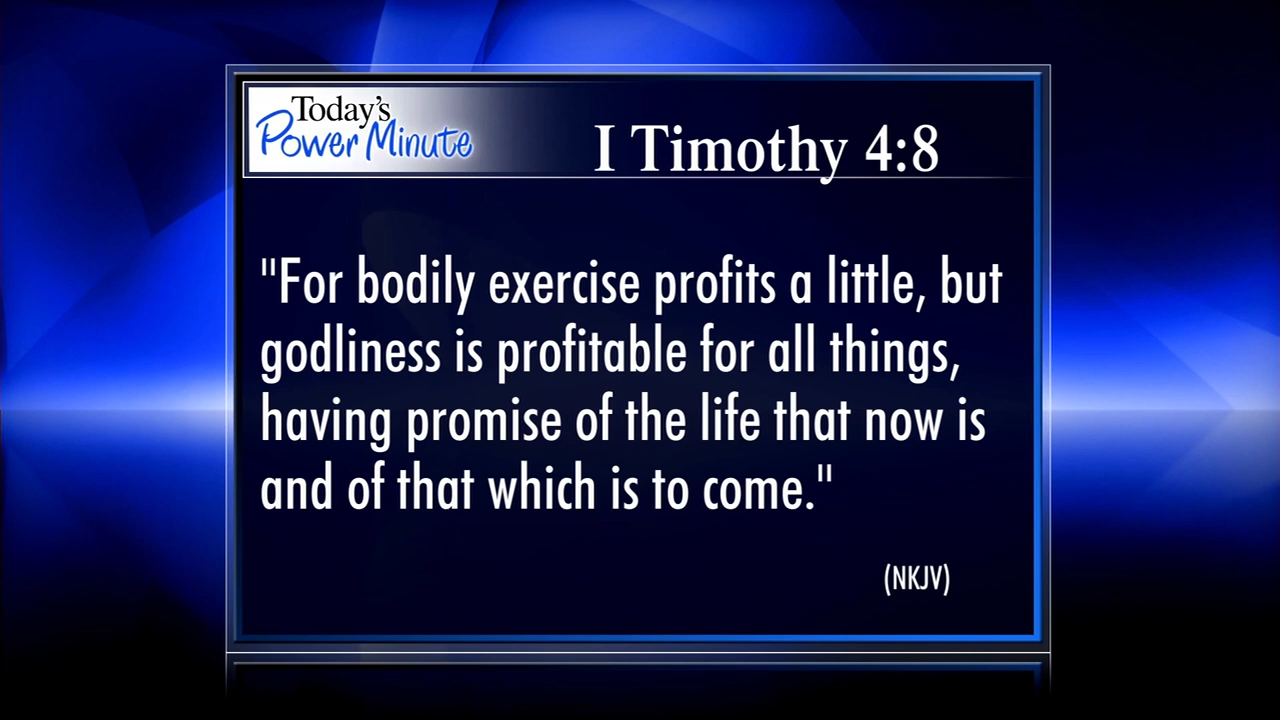 Today's
Power Minute
I Timothy 4:8
"For bodily exercise profits a little, but
godliness is profitable for all things,
having promise of the life that now is
and of that which is to come."
(NKJV)